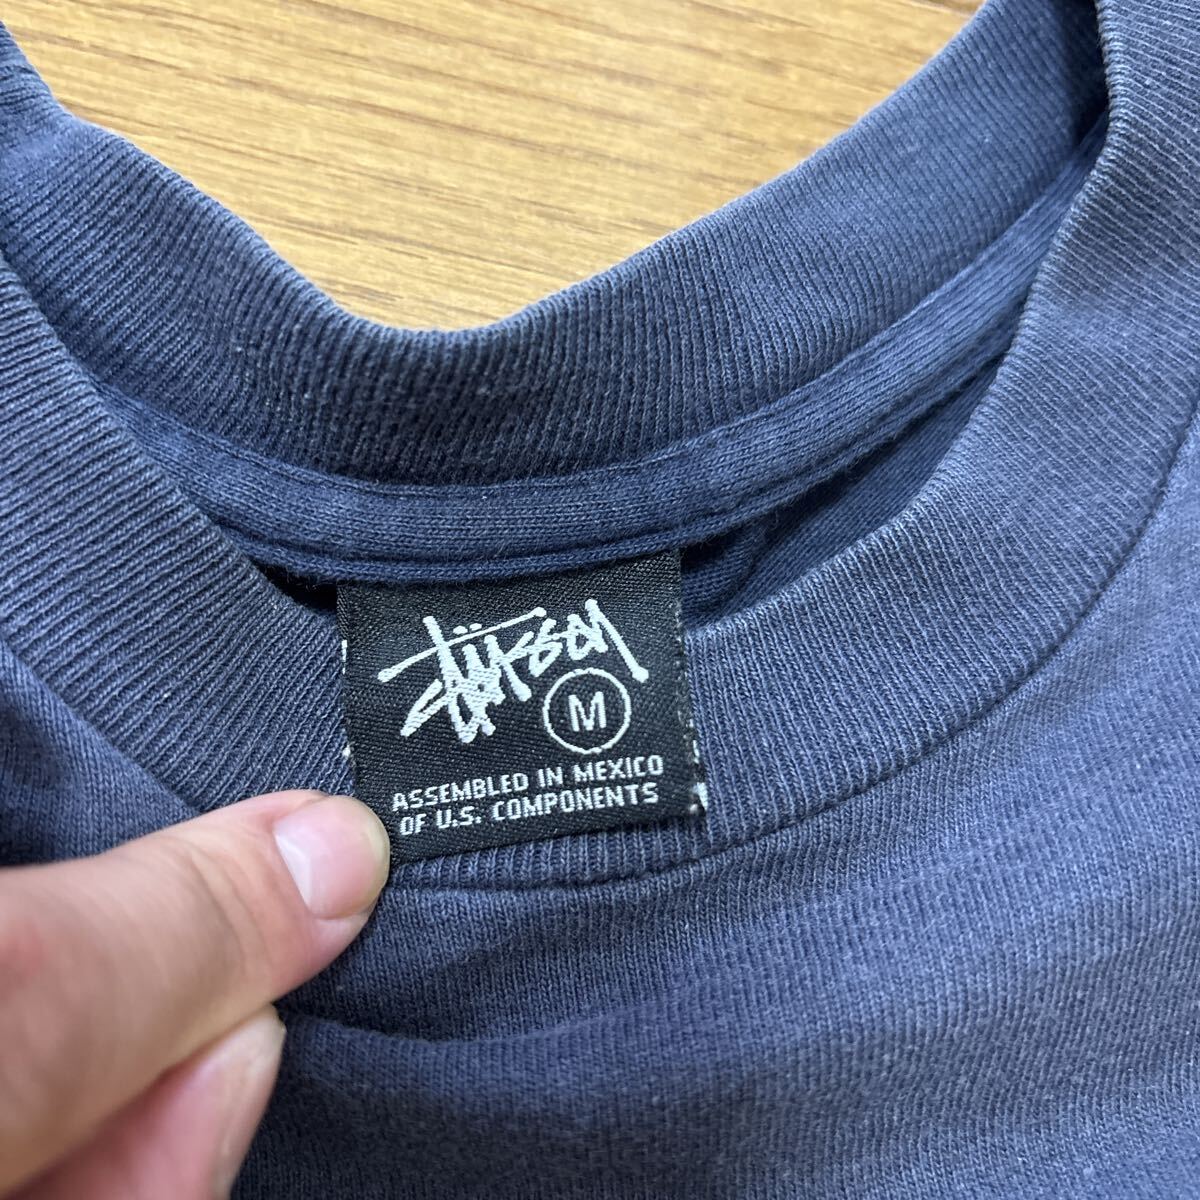 Stüssy
M
ASSEMBLED IN MEXICO
OF U.S. COMPONENTS